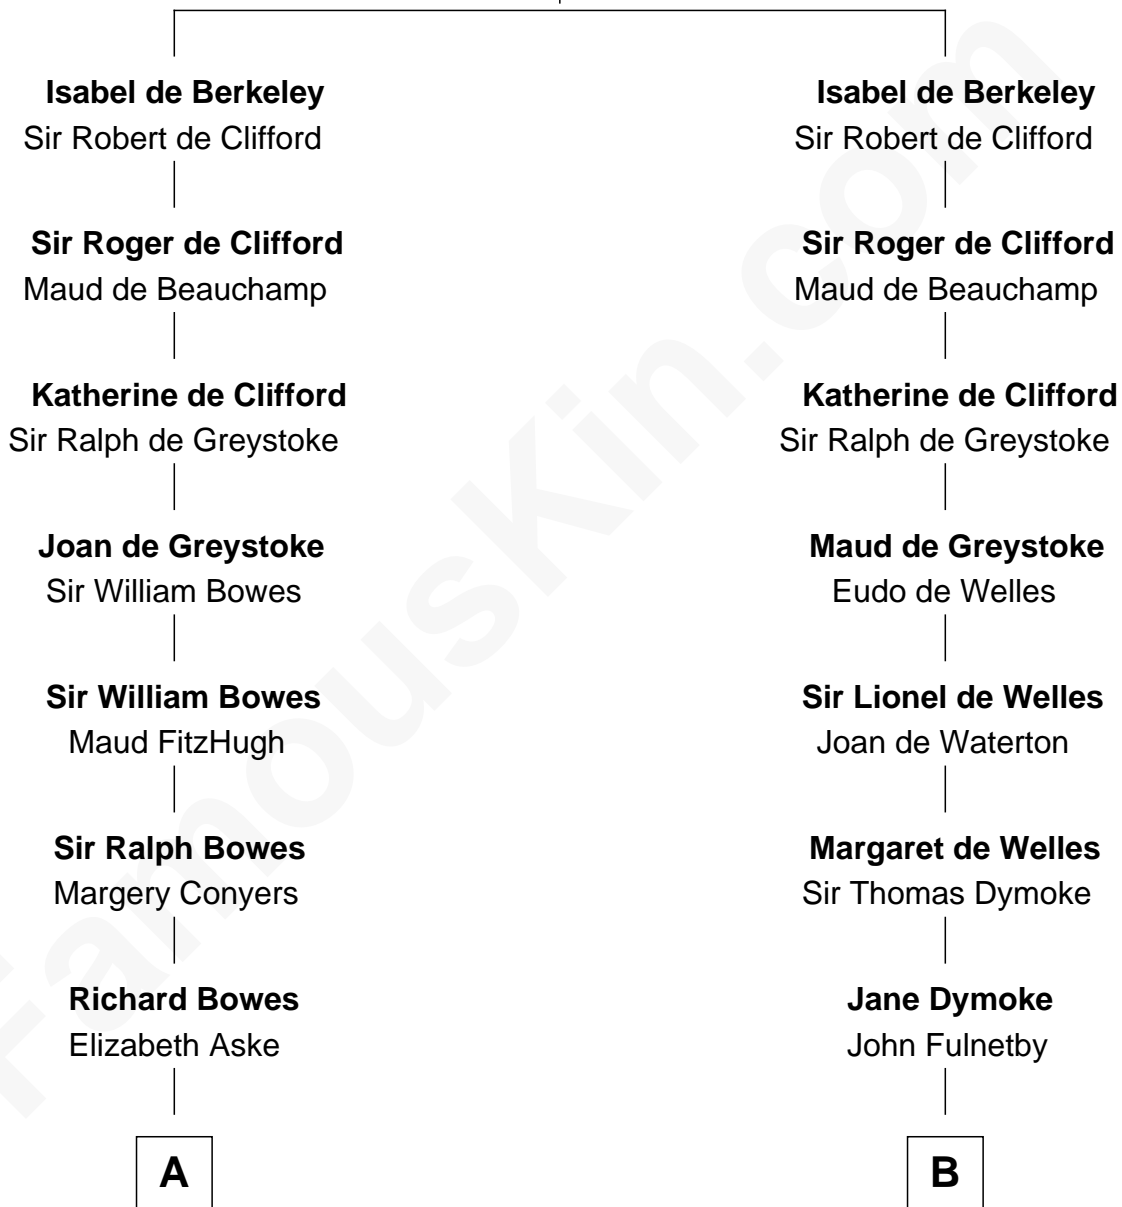 Isabel de Berkeley
Sir Robert de Clifford
Sir Roger de Clifford
Maud de Beauchamp
Katherine de Clifford
Sir Ralph de Greystoke
Joan de Greystoke
Sir William Bowes
Sir William Bowes
Maud FitzHugh
Sir Ralph Bowes
Margery Conyers
Richard Bowes
Elizabeth Aske
A
Isabel de Berkeley
Sir Robert de Clifford
Sir Roger de Clifford
Maud de Beauchamp
Katherine de Clifford
Sir Ralph de Greystoke
Maud de Greystoke
Eudo de Welles
Sir Lionel de Welles
Joan de Waterton
Margaret de Welles
Sir Thomas Dymoke
Jane Dymoke
John Fulnetby
B
FamousKin.com